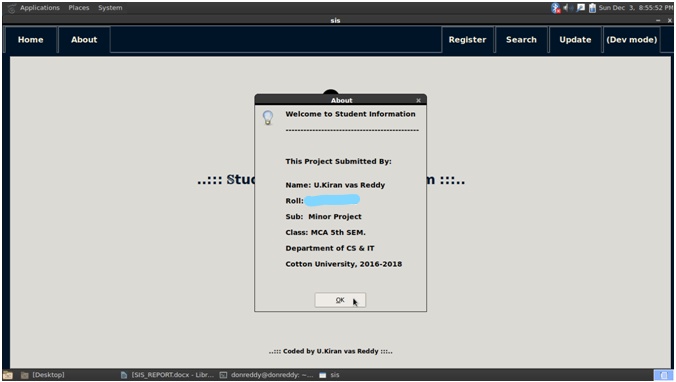 Applications Places System
Sun Dec 3, 8:55:52 PM
sis
Home About Register Search Update (Dev mode)
About
Welcome to Student Information
---------------------------------------------
This Project Submitted By:
..::: Stu m :::..
Name: U.Kiran vas Reddy
Roll:
Sub: Minor Project
Class: MCA 5th SEM.
Department of CS & IT
Cotton University, 2016-2018
OK
..::: Coded by U.Kiran vas Reddy :::..
[Desktop] [SIS_REPORT.docx - Libr... donreddy@donreddy: ~... sis